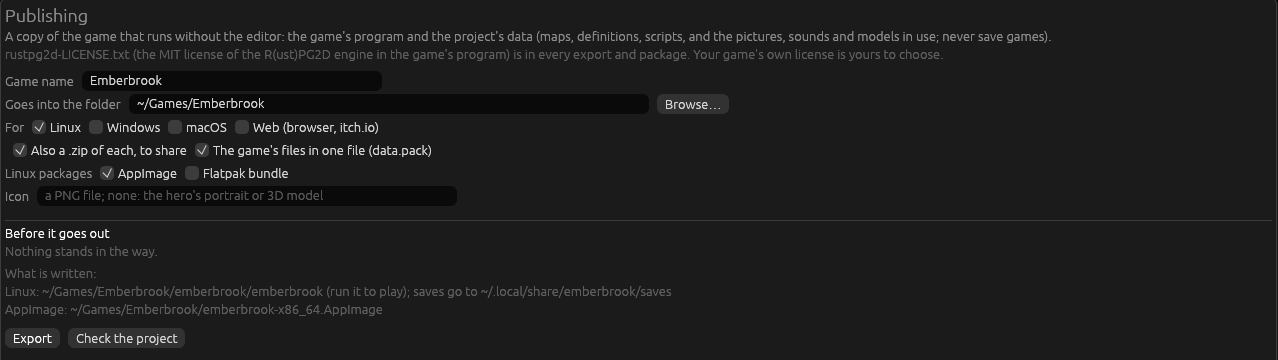 Publishing
A copy of the game that runs without the editor: the game's program and the project's data (maps, definitions, scripts, and the pictures, sounds and models in use; never save games).
rustpg2d-LICENSE.txt (the MIT license of the R(ust)PG2D engine in the game's program) is in every export and package. Your game's own license is yours to choose.
Game name Emberbrook
Goes into the folder ~/Games/Emberbrook Browse...
For Linux Windows macOS Web (browser, itch.io)
Also a .zip of each, to share The game's files in one file (data.pack)
Linux packages AppImage Flatpak bundle
Icon a PNG file; none: the hero's portrait or 3D model
Before it goes out
Nothing stands in the way.
What is written:
Linux: ~/Games/Emberbrook/emberbrook/emberbrook (run it to play); saves go to ~/.local/share/emberbrook/saves
AppImage: ~/Games/Emberbrook/emberbrook-x86_64.AppImage
Export Check the project